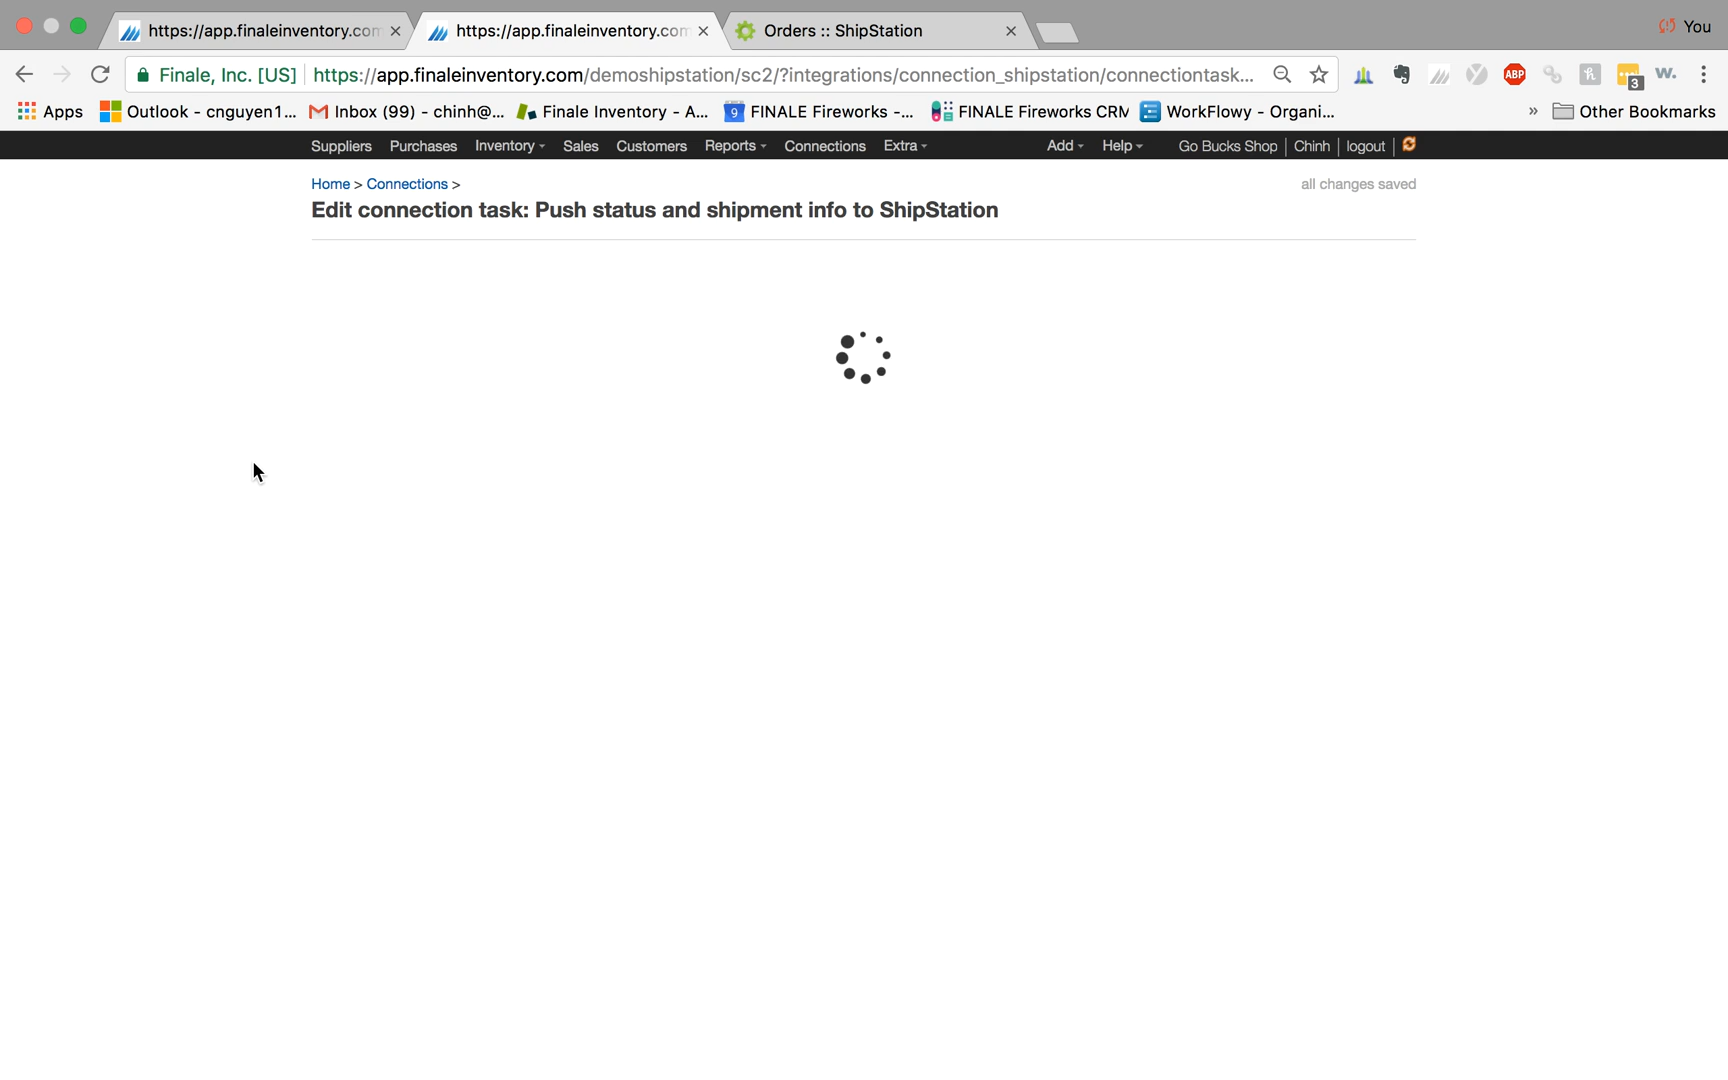 https://app.finaleinventory.com
https://app.finaleinventory.com
Orders :: ShipStation
You
Finale, Inc. [US]
https://app.finaleinventory.com/demoshipstation/sc2/?integrations/connection_shipstation/connectiontask...
ABP
3
w.
Apps
Outlook - cnguyen1...
Inbox (99) - chinh@...
Finale Inventory - A...
9
FINALE Fireworks -...
FINALE Fireworks CRM
WorkFlowy - Organi...
»
Other Bookmarks
Suppliers
Purchases
Inventory
Sales
Customers
Reports
Connections
Extra
Add
Help
Go Bucks Shop
Chinh
logout
Home > Connections >
all changes saved
Edit connection task: Push status and shipment info to ShipStation